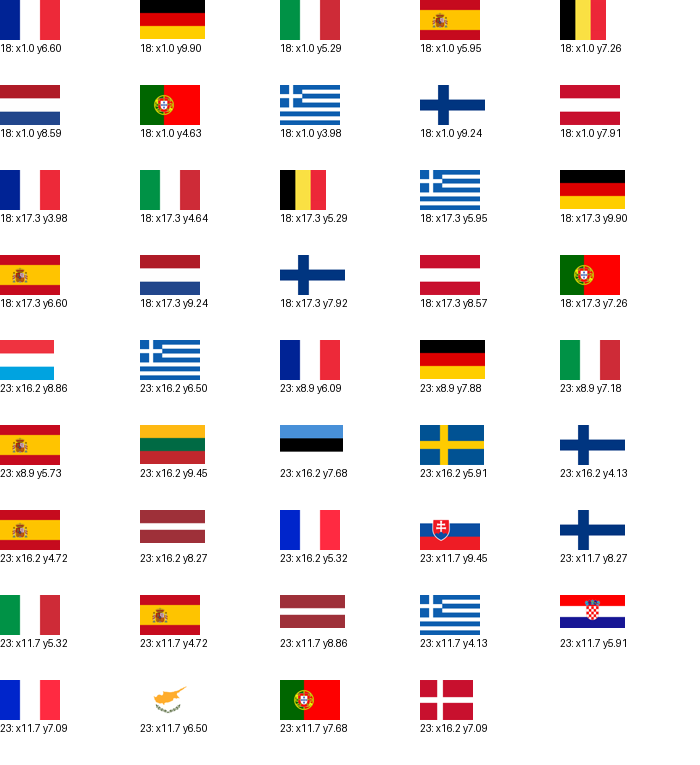 18: x1.0 y6.60
18: x1.0 y9.90
18: x1.0 y5.29
18: x1.0 y5.95
18: x1.0 y7.26
18: x1.0 y8.59
18: x1.0 y4.63
18: x1.0 y3.98
18: x1.0 y9.24
18: x1.0 y7.91
18: x17.3 y3.98
18: x17.3 y4.64
18: x17.3 y5.29
18: x17.3 y5.95
18: x17.3 y9.90
18: x17.3 y6.60
18: x17.3 y9.24
18: x17.3 y7.92
18: x17.3 y8.57
18: x17.3 y7.26
23: x16.2 y8.86
23: x16.2 y6.50
23: x8.9 y6.09
23: x8.9 y7.88
23: x8.9 y7.18
23: x8.9 y5.73
23: x16.2 y9.45
23: x16.2 y7.68
23: x16.2 y5.91
23: x16.2 y4.13
23: x16.2 y4.72
23: x16.2 y8.27
23: x16.2 y5.32
23: x11.7 y9.45
23: x11.7 y8.27
23: x11.7 y5.32
23: x11.7 y4.72
23: x11.7 y8.86
23: x11.7 y4.13
23: x11.7 y5.91
23: x11.7 y7.09
23: x11.7 y6.50
23: x11.7 y7.68
23: x16.2 y7.09